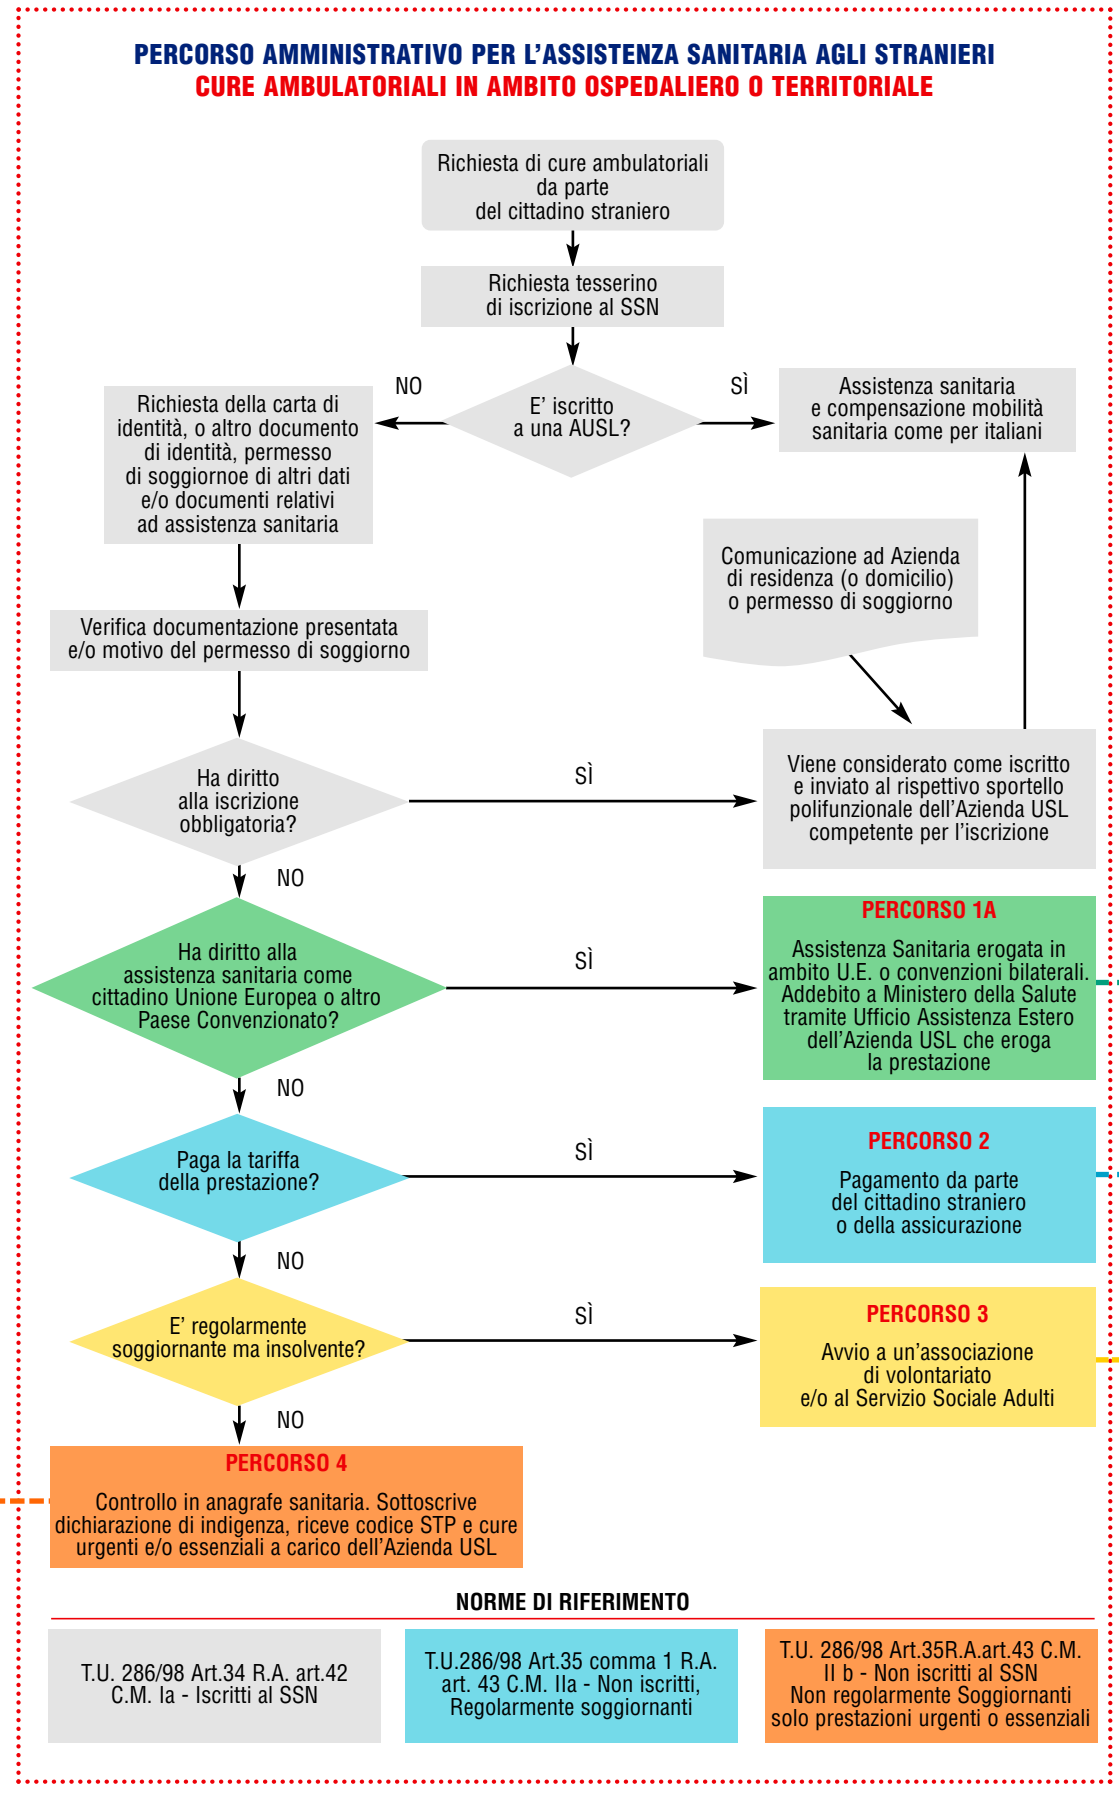 PERCORSO AMMINISTRATIVO PER L'ASSISTENZA SANITARIA AGLI STRANIERI
CURE AMBULATORIALI IN AMBITO OSPEDALIERO O TERRITORIALE
Richiesta di cure ambulatoriali
da parte
del cittadino straniero
Richiesta tesserino
di iscrizione al SSN
E' iscritto
a una AUSL?
NO
SÌ
Richiesta della carta di
identità, o altro documento
di identità, permesso
di soggiornoe di altri dati
e/o documenti relativi
ad assistenza sanitaria
Assistenza sanitaria
e compensazione mobilità
sanitaria come per italiani
Comunicazione ad Azienda
di residenza (o domicilio)
o permesso di soggiorno
Verifica documentazione presentata
e/o motivo del permesso di soggiorno
Ha diritto
alla iscrizione
obbligatoria?
SÌ
Viene considerato come iscritto
e inviato al rispettivo sportello
polifunzionale dell'Azienda USL
competente per l'iscrizione
NO
Ha diritto alla
assistenza sanitaria come
cittadino Unione Europea o altro
Paese Convenzionato?
SÌ
PERCORSO 1A
Assistenza Sanitaria erogata in
ambito U.E. o convenzioni bilaterali.
Addebito a Ministero della Salute
tramite Ufficio Assistenza Estero
dell'Azienda USL che eroga
la prestazione
NO
Paga la tariffa
della prestazione?
SÌ
PERCORSO 2
Pagamento da parte
del cittadino straniero
o della assicurazione
NO
E' regolarmente
soggiornante ma insolvente?
SÌ
PERCORSO 3
Avvio a un'associazione
di volontariato
e/o al Servizio Sociale Adulti
NO
PERCORSO 4
Controllo in anagrafe sanitaria. Sottoscrive
dichiarazione di indigenza, riceve codice STP e cure
urgenti e/o essenziali a carico dell'Azienda USL
NORME DI RIFERIMENTO
T.U. 286/98 Art.34 R.A. art.42
C.M. Ia - Iscritti al SSN
T.U.286/98 Art.35 comma 1 R.A.
art. 43 C.M. IIa - Non iscritti,
Regolarmente soggiornanti
T.U. 286/98 Art.35R.A.art.43 C.M.
II b - Non iscritti al SSN
Non regolarmente Soggiornanti
solo prestazioni urgenti o essenziali